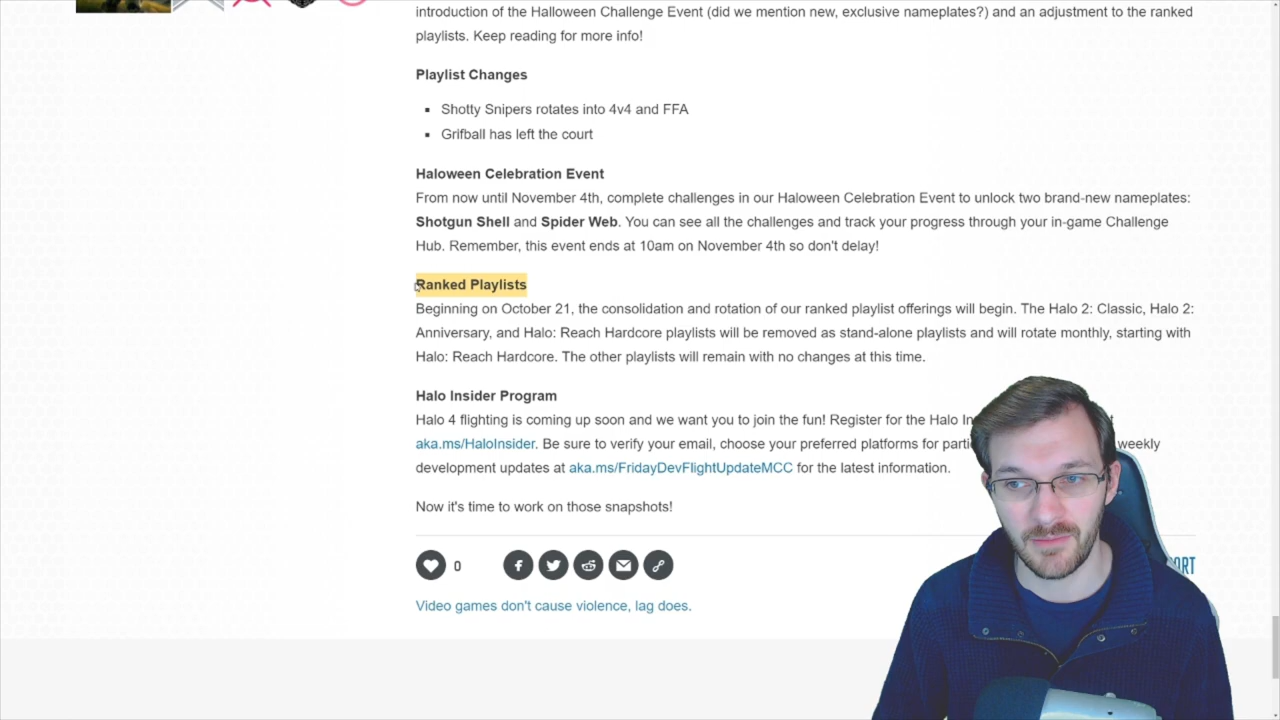 introduction of the Halloween Challenge Event (did we mention new, exclusive nameplates?) and an adjustment to the ranked
playlists. Keep reading for more info!
Playlist Changes
Shotty Snipers rotates into 4v4 and FFA
Grifball has left the court
Haloween Celebration Event
From now until November 4th, complete challenges in our Haloween Celebration Event to unlock two brand-new nameplates:
Shotgun Shell and Spider Web. You can see all the challenges and track your progress through your in-game Challenge
Hub. Remember, this event ends at 10am on November 4th so don't delay!
Ranked Playlists
Beginning on October 21, the consolidation and rotation of our ranked playlist offerings will begin. The Halo 2: Classic, Halo 2:
Anniversary, and Halo: Reach Hardcore playlists will be removed as stand-alone playlists and will rotate monthly, starting with
Halo: Reach Hardcore. The other playlists will remain with no changes at this time.
Halo Insider Program
Halo 4 flighting is coming up soon and we want you to join the fun! Register for the Halo
aka.ms/HaloInsider. Be sure to verify your email, choose your preferred platforms for weekly
development updates at aka.ms/FridayDevFlightUpdateMCC for the latest information.
Now it's time to work on those snapshots!
0
Video games don't cause violence, lag does.